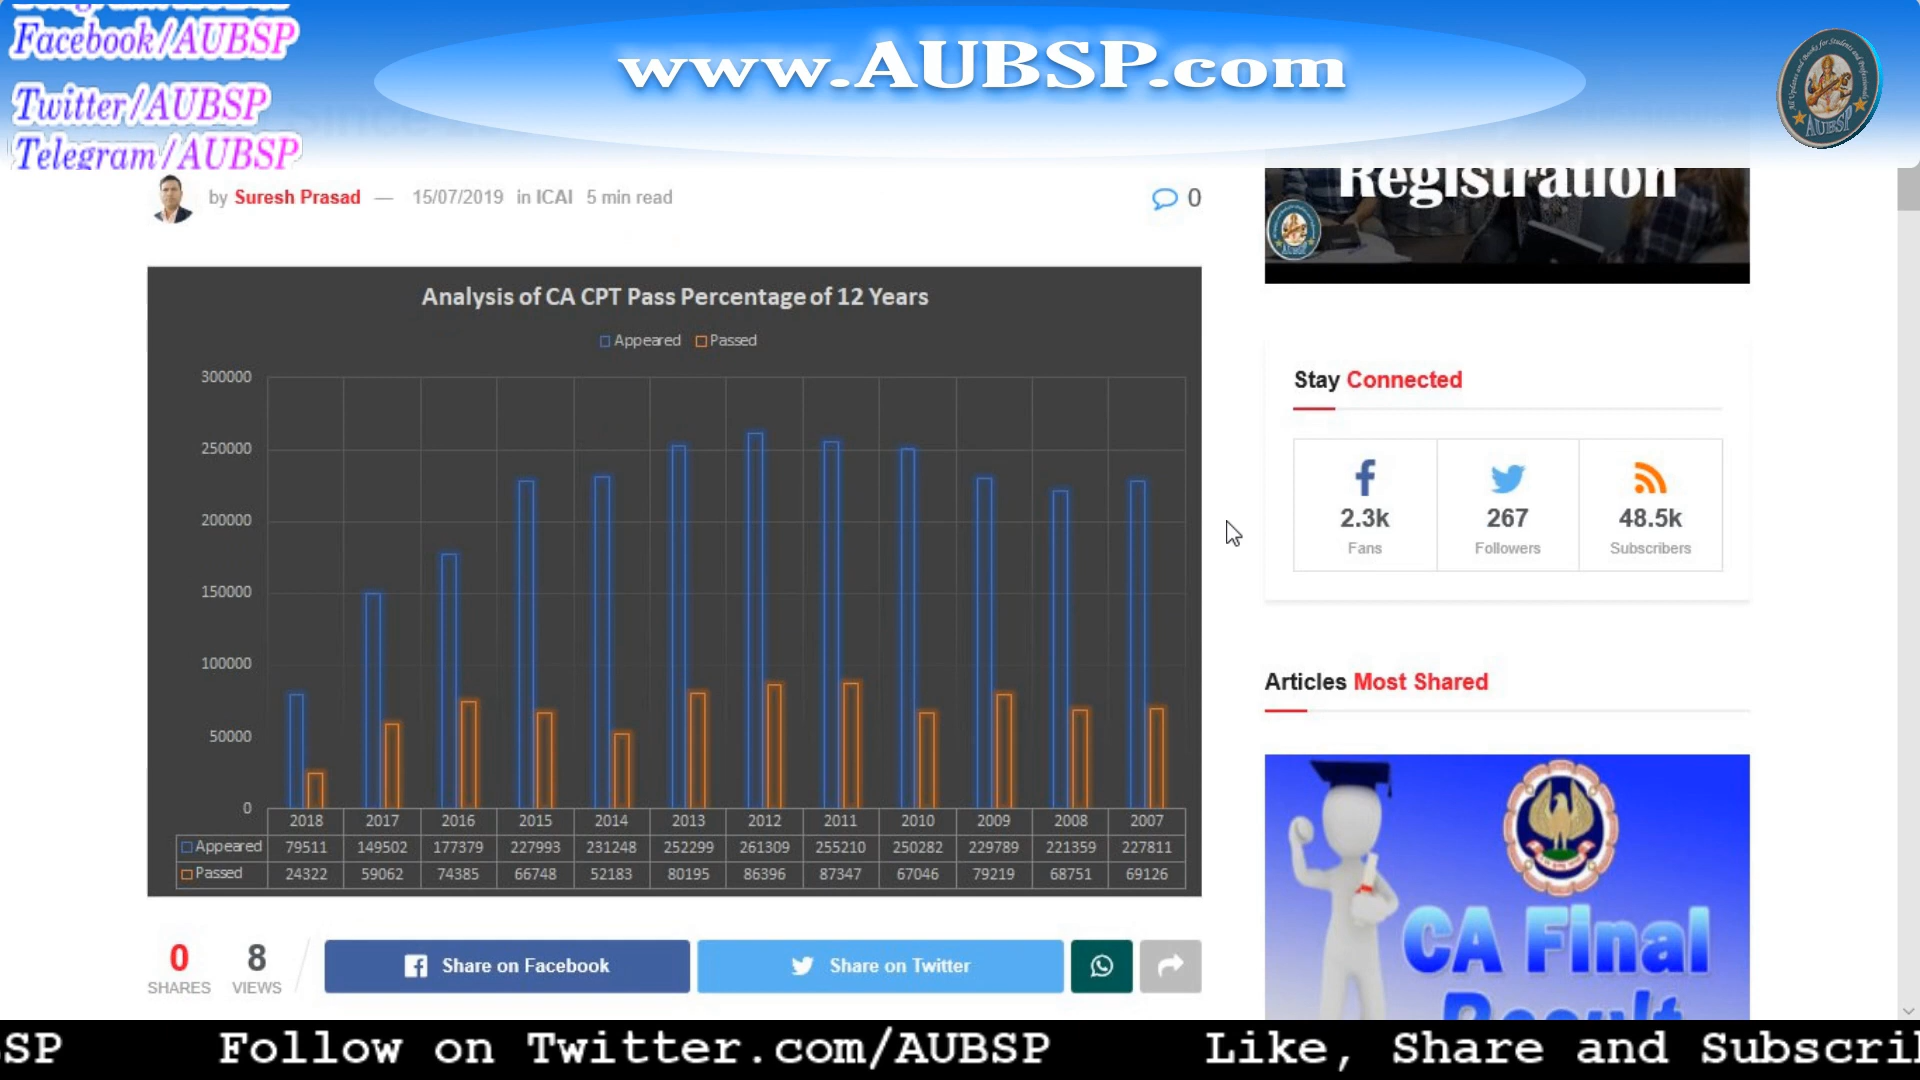 Facebook/AUBSP
Twitter/AUBSP
Telegram/AUBSP
www.AUBSP.com
AUBSP
Registration
by Suresh Prasad — 15/07/2019 in ICAI 5 min read
0
Analysis of CA CPT Pass Percentage of 12 Years
Appeared Passed
300000
250000
200000
150000
100000
50000
0
2018 2017 2016 2015 2014 2013 2012 2011 2010 2009 2008 2007
Appeared 79511 149502 177379 227993 231248 252299 261309 255210 250282 229789 221359 227811
Passed 24322 59062 74385 66748 52183 80195 86396 87347 67046 79219 68751 69126
0 SHARES
8 VIEWS
Share on Facebook
Share on Twitter
Stay Connected
2.3k 267 48.5k
Fans Followers Subscribers
Articles Most Shared
CA Final
Result
SP Follow on Twitter.com/AUBSP Like, Share and Subscri